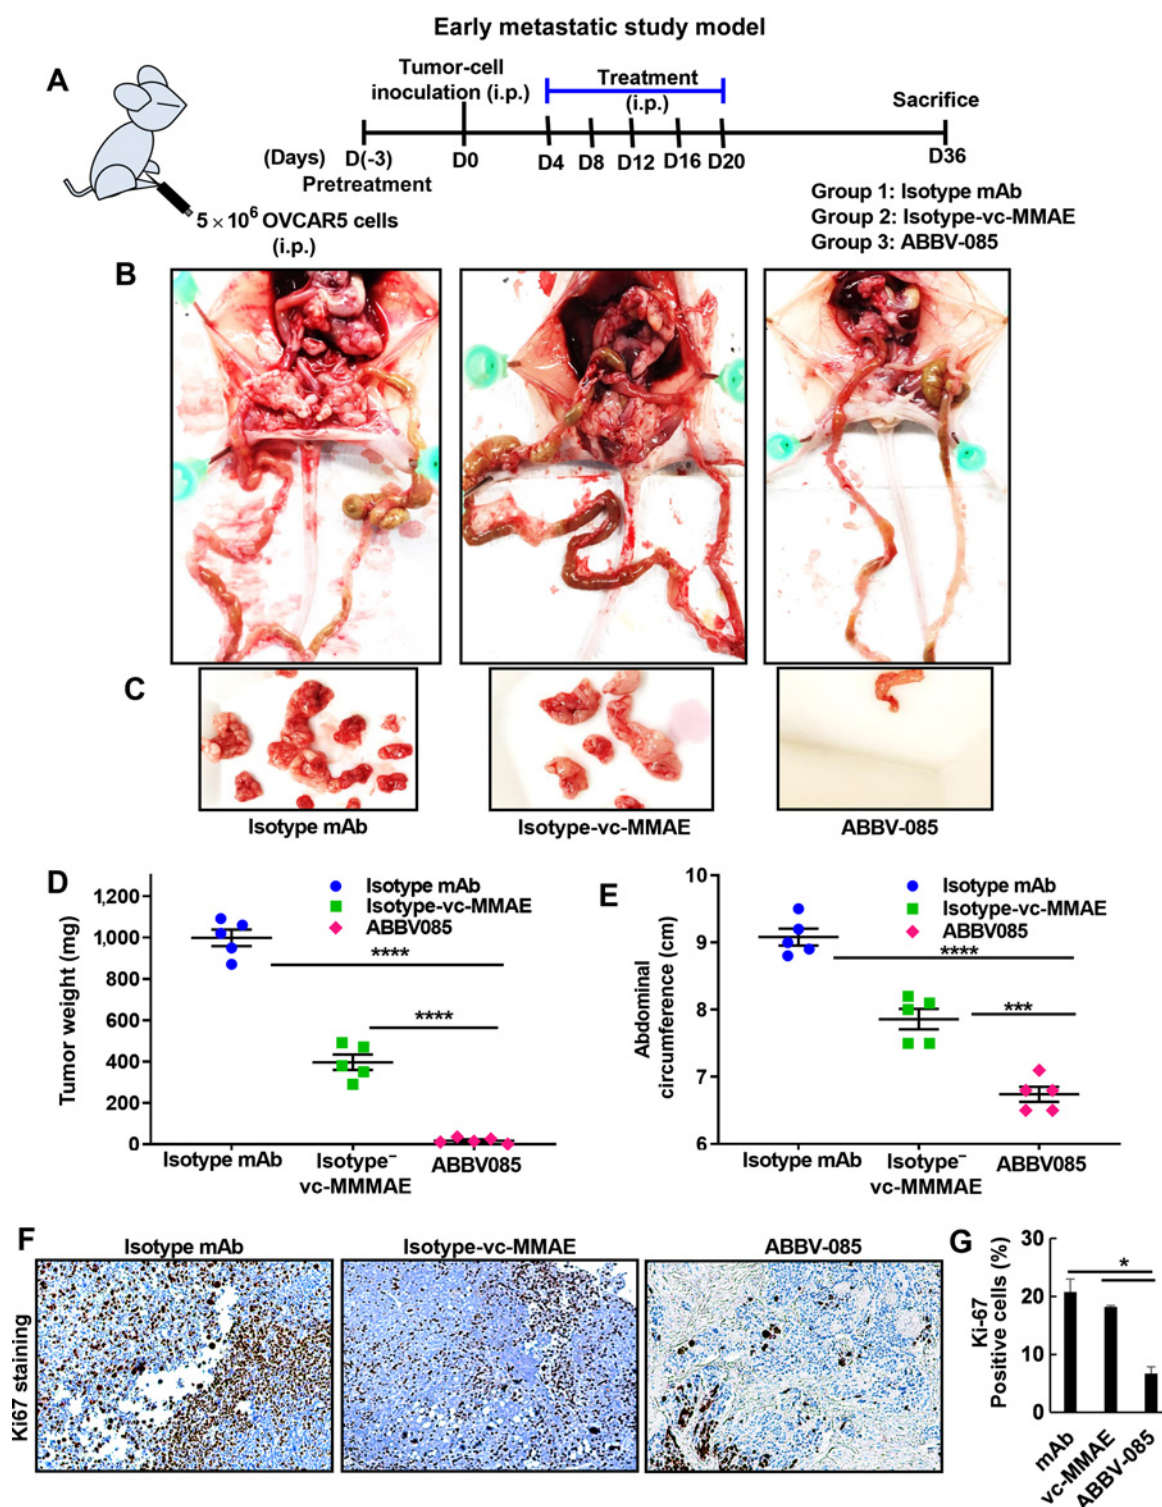 Early metastatic study model
A
Tumor-cell
inoculation (i.p.)
Treatment
(i.p.)
Sacrifice
(Days)
D(-3)
D0
D4
D8
D12
D16
D20
D36
Pretreatment
5 × 10⁶ OVCAR5 cells
(i.p.)
Group 1: Isotype mAb
Group 2: Isotype-vc-MMAE
Group 3: ABBV-085
B
C
Isotype mAb
Isotype-vc-MMAE
ABBV-085
D
Isotype mAb
Isotype-vc-MMAE
ABBV085
Tumor weight (mg)
1,200
1,000
800
600
400
200
0
****
****
Isotype mAb
Isotype–
vc-MMMAE
ABBV085
E
Isotype mAb
Isotype-vc-MMAE
ABBV085
Abdominal
circumference (cm)
10
9
8
7
6
****
***
Isotype mAb
Isotype–
vc-MMMAE
ABBV085
F
Isotype mAb
Isotype-vc-MMAE
ABBV-085
Ki67 staining
G
Ki-67
Positive cells (%)
30
20
10
0
*
mAb
vc-MMAE
ABBV-085